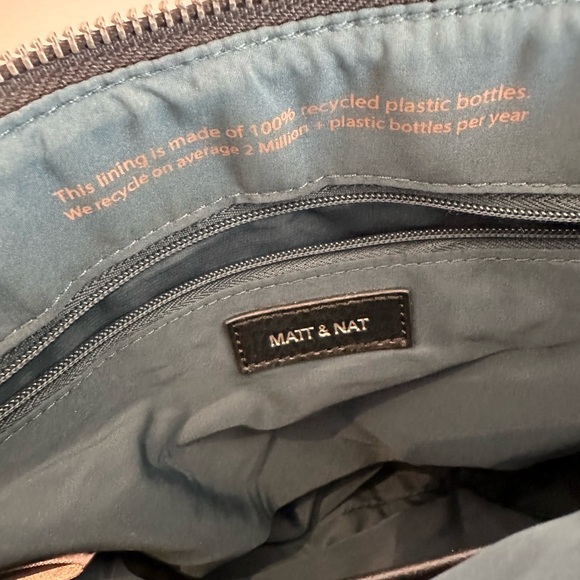 This lining is made of 100% recycled plastic bottles.
We recycle on average 2 Million + plastic bottles per year
MATT & NAT